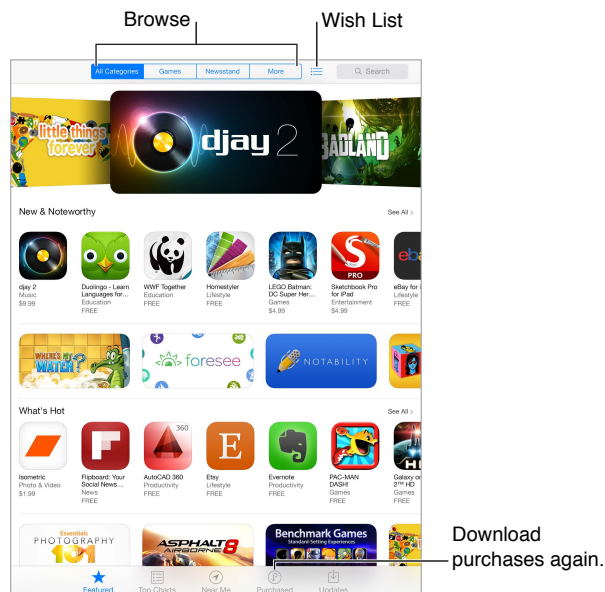 Browse
Wish List
All Categories Games Newsstand More Search
little things
forever
djay 2
BADLAND
New & Noteworthy See All >
PRO
eba
djay 2
Music
$9.99
Duolingo - Learn
Languages for...
Education
FREE
WWF Together
Education
FREE
Homestyler
Lifestyle
FREE
LEGO Batman:
DC Super Her...
Games
$4.99
Sketchbook Pro
for iPad
Entertainment
$4.99
eBay for i
Lifestyle
FREE
WHERE'S MY
WATER?
foresee
NOTABILITY
What's Hot See All >
360
E
Isometric
Photo & Video
$1.99
Flipboard: Your
Social News...
News
FREE
AutoCAD 360
Productivity
FREE
Etsy
Lifestyle
FREE
Evernote
Productivity
FREE
PAC-MAN
DASH!
Games
FREE
Galaxy on
2™ HD
Games
FREE
Essentials
PHOTOGRAPHY
101
ASPHALT 8
AIRBORNE
Benchmark Games
Standard-Setting Experiences
Featured Top Charts Near Me Purchased Updates
Download
purchases again.